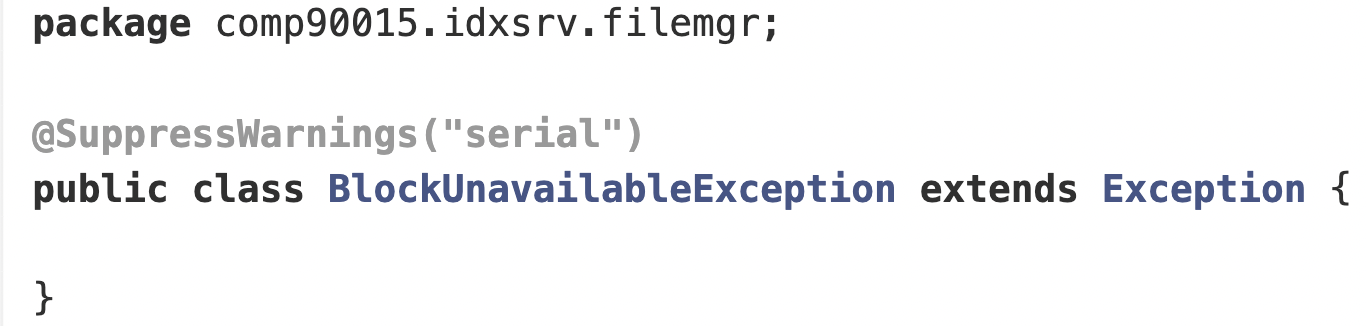 package comp90015.idxsrv.filemgr;
@SuppressWarnings("serial")
public class BlockUnavailableException extends Exception {
}